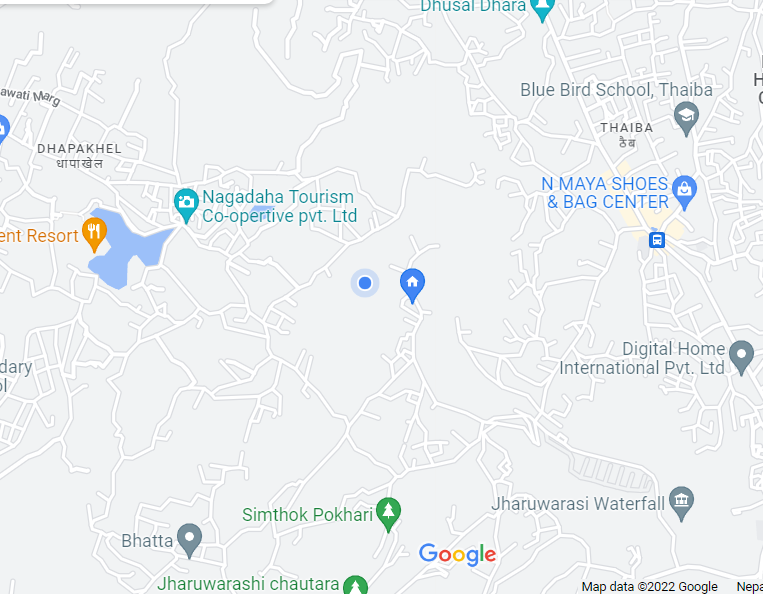 Dhusal Dhara
awati Marg
Blue Bird School, Thaiba
THAIBA
ठैब
DHAPAKHEL
धापाखेल
N MAYA SHOES
& BAG CENTER
Nagadaha Tourism
Co-opertive pvt. Ltd
ent Resort
Digital Home
International Pvt. Ltd
dary
ol
Jharuwarasi Waterfall
Simthok Pokhari
Bhatta
Google
Jharuwarashi chautara
Map data ©2022 Google
Nepa